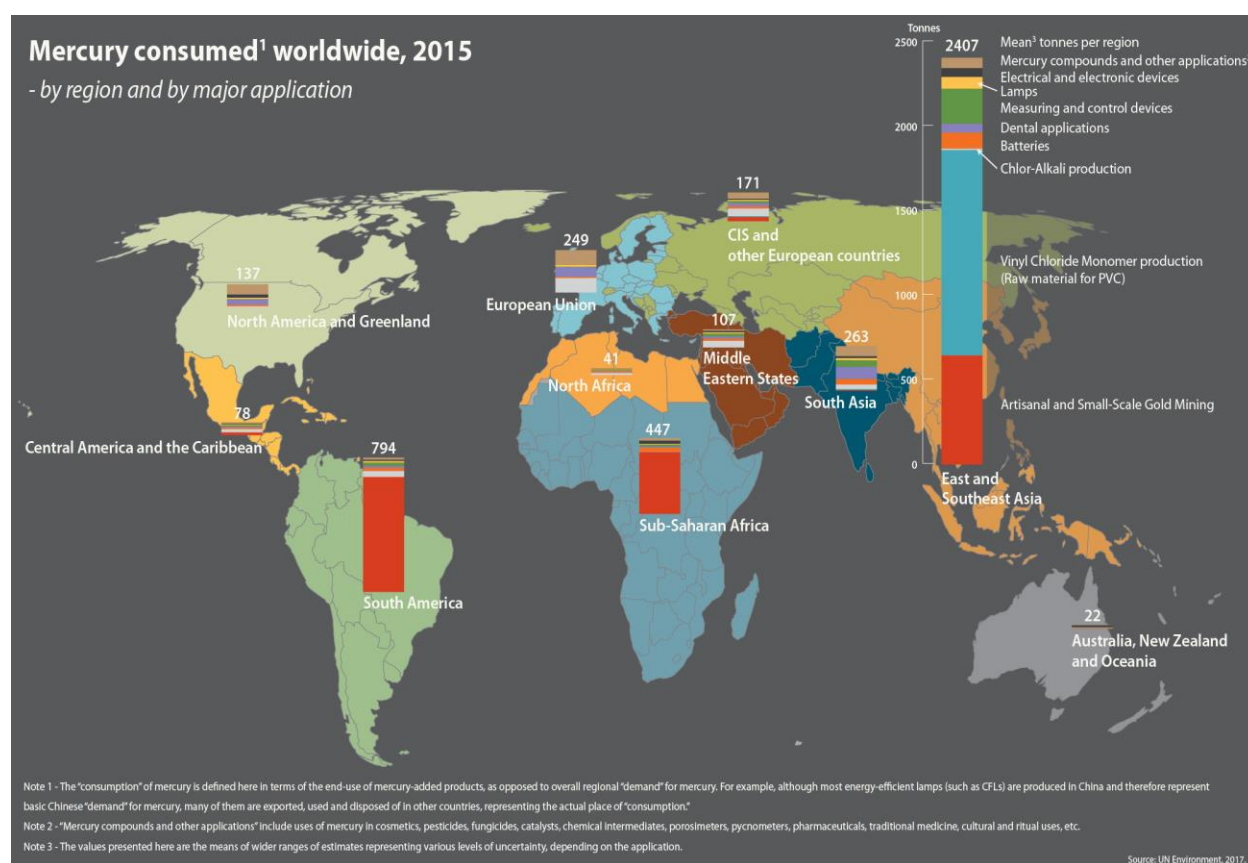 Mercury consumed¹ worldwide, 2015
- by region and by major application
Tonnes
2407
2500
2000
1500
1000
500
0
Mean³ tonnes per region
Mercury compounds and other applications²
Electrical and electronic devices
Lamps
Measuring and control devices
Dental applications
Batteries
Chlor-Alkali production
Vinyl Chloride Monomer production
(Raw material for PVC)
Artisanal and Small-Scale Gold Mining
East and
Southeast Asia
171
CIS and
other European countries
249
European Union
137
North America and Greenland
107
Middle
Eastern States
263
South Asia
41
North Africa
78
Central America and the Caribbean
447
Sub-Saharan Africa
794
South America
22
Australia, New Zealand
and Oceania
Note 1 - The "consumption" of mercury is defined here in terms of the end-use of mercury-added products, as opposed to overall regional "demand" for mercury. For example, although most energy-efficient lamps (such as CFLs) are produced in China and therefore represent
basic Chinese "demand" for mercury, many of them are exported, used and disposed of in other countries, representing the actual place of "consumption."
Note 2 - "Mercury compounds and other applications" include uses of mercury in cosmetics, pesticides, fungicides, catalysts, chemical intermediates, porosimeters, pycnometers, pharmaceuticals, traditional medicine, cultural and ritual uses, etc.
Note 3 - The values presented here are the means of wider ranges of estimates representing various levels of uncertainty, depending on the application.
Source: UN Environment, 2017